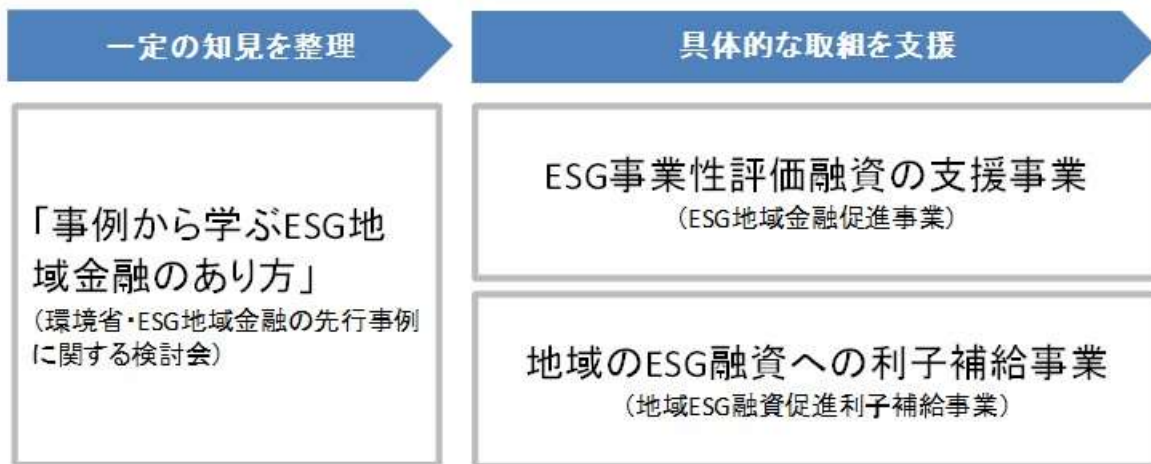 一定の知見を整理
具体的な取組を支援
「事例から学ぶESG地
域金融のあり方」
（環境省・ESG地域金融の先行事例
に関する検討会）
ESG事業性評価融資の支援事業
（ESG地域金融促進事業）
地域のESG融資への利子補給事業
（地域ESG融資促進利子補給事業）